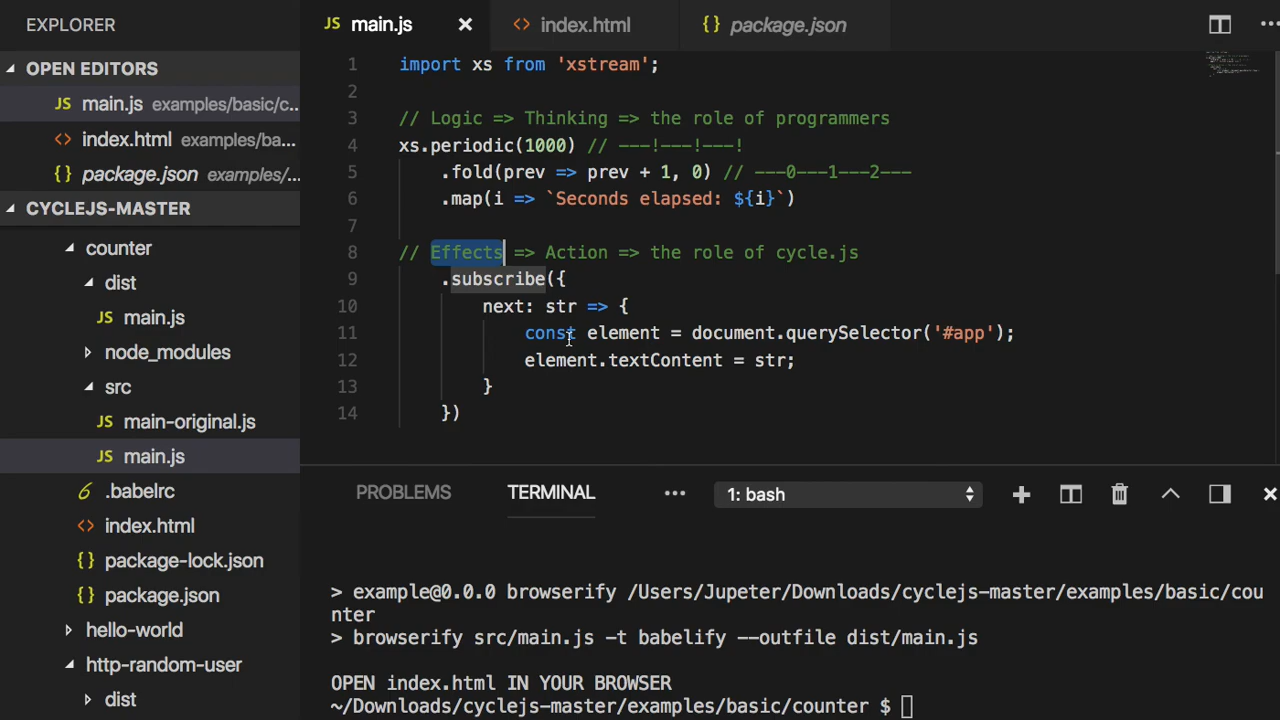 EXPLORER
OPEN EDITORS
JS main.js examples/basic/c...
<> index.html examples/ba...
{} package.json examples/...
CYCLEJS-MASTER
counter
dist
JS main.js
node_modules
src
JS main-original.js
JS main.js
.babelrc
<> index.html
{} package-lock.json
{} package.json
hello-world
http-random-user
dist
JS main.js × <> index.html {} package.json
1 import xs from 'xstream';
2
3 // Logic => Thinking => the role of programmers
4 xs.periodic(1000) // ---!---!---!
5 .fold(prev => prev + 1, 0) // ---0---1---2---
6 .map(i => `Seconds elapsed: ${i}`)
7
8 // Effects => Action => the role of cycle.js
9 .subscribe({
10 next: str => {
11 const element = document.querySelector('#app');
12 element.textContent = str;
13 }
14 })
PROBLEMS TERMINAL ... 1: bash
> example@0.0.0 browserify /Users/Jupeter/Downloads/cyclejs-master/examples/basic/cou
nter
> browserify src/main.js -t babelify --outfile dist/main.js
OPEN index.html IN YOUR BROWSER
~/Downloads/cyclejs-master/examples/basic/counter $